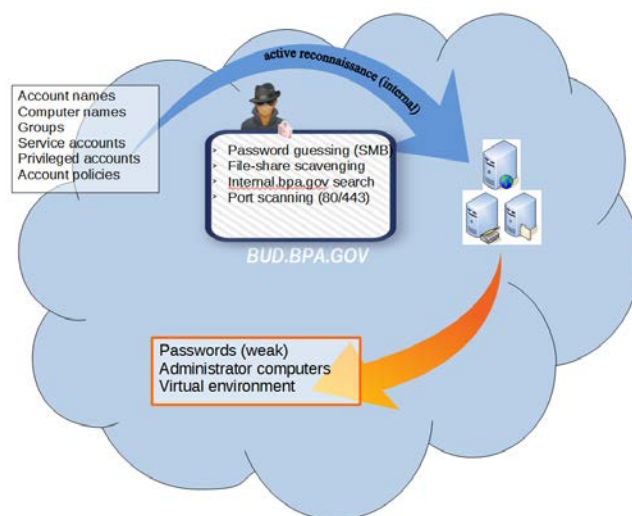 active reconnaissance (internal)
Account names
Computer names
Groups
Service accounts
Privileged accounts
Account policies
Password guessing (SMB)
File-share scavenging
Internal.bpa.gov search
Port scanning (80/443)
BUD.BPA.GOV
Passwords (weak)
Administrator computers
Virtual environment